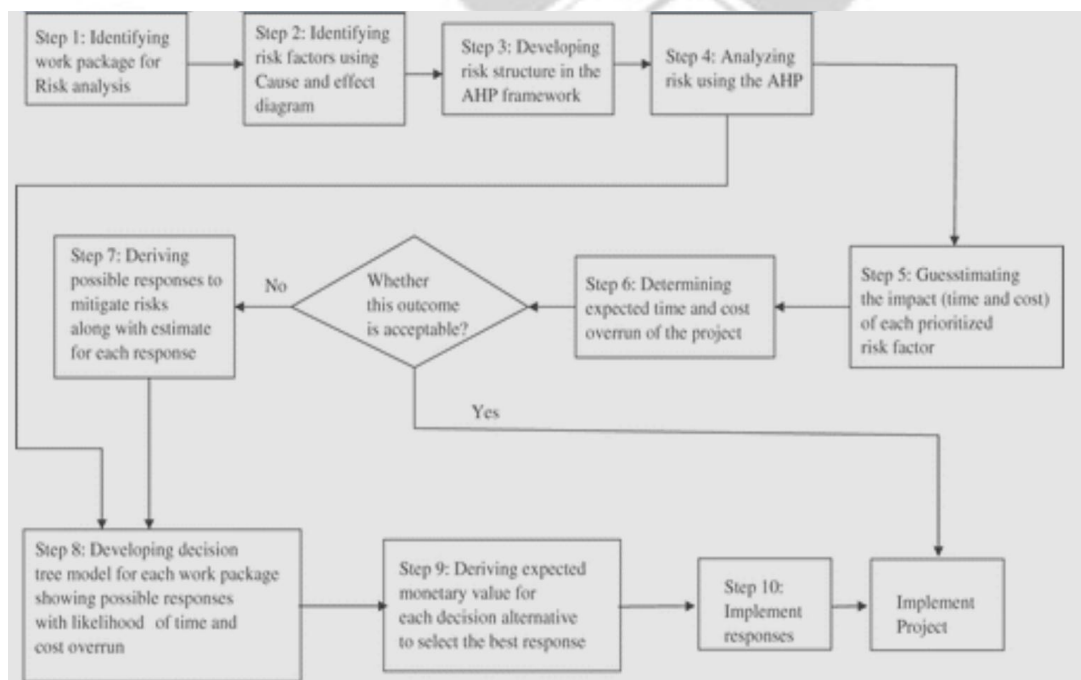 Step 1: Identifying
work package for
Risk analysis
Step 2: Identifying
risk factors using
Cause and effect
diagram
Step 3: Developing
risk structure in the
AHP framework
Step 4: Analyzing
risk using the AHP
Step 5: Guesstimating
the impact (time and cost)
of each prioritized
risk factor
Step 6: Determining
expected time and cost
overrun of the project
Whether
this outcome
is acceptable?
No
Yes
Step 7: Deriving
possible responses to
mitigate risks
along with estimate
for each response
Step 8: Developing decision
tree model for each work package
showing possible responses
with likelihood of time and
cost overrun
Step 9: Deriving expected
monetary value for
each decision alternative
to select the best response
Step 10:
Implement
responses
Implement
Project